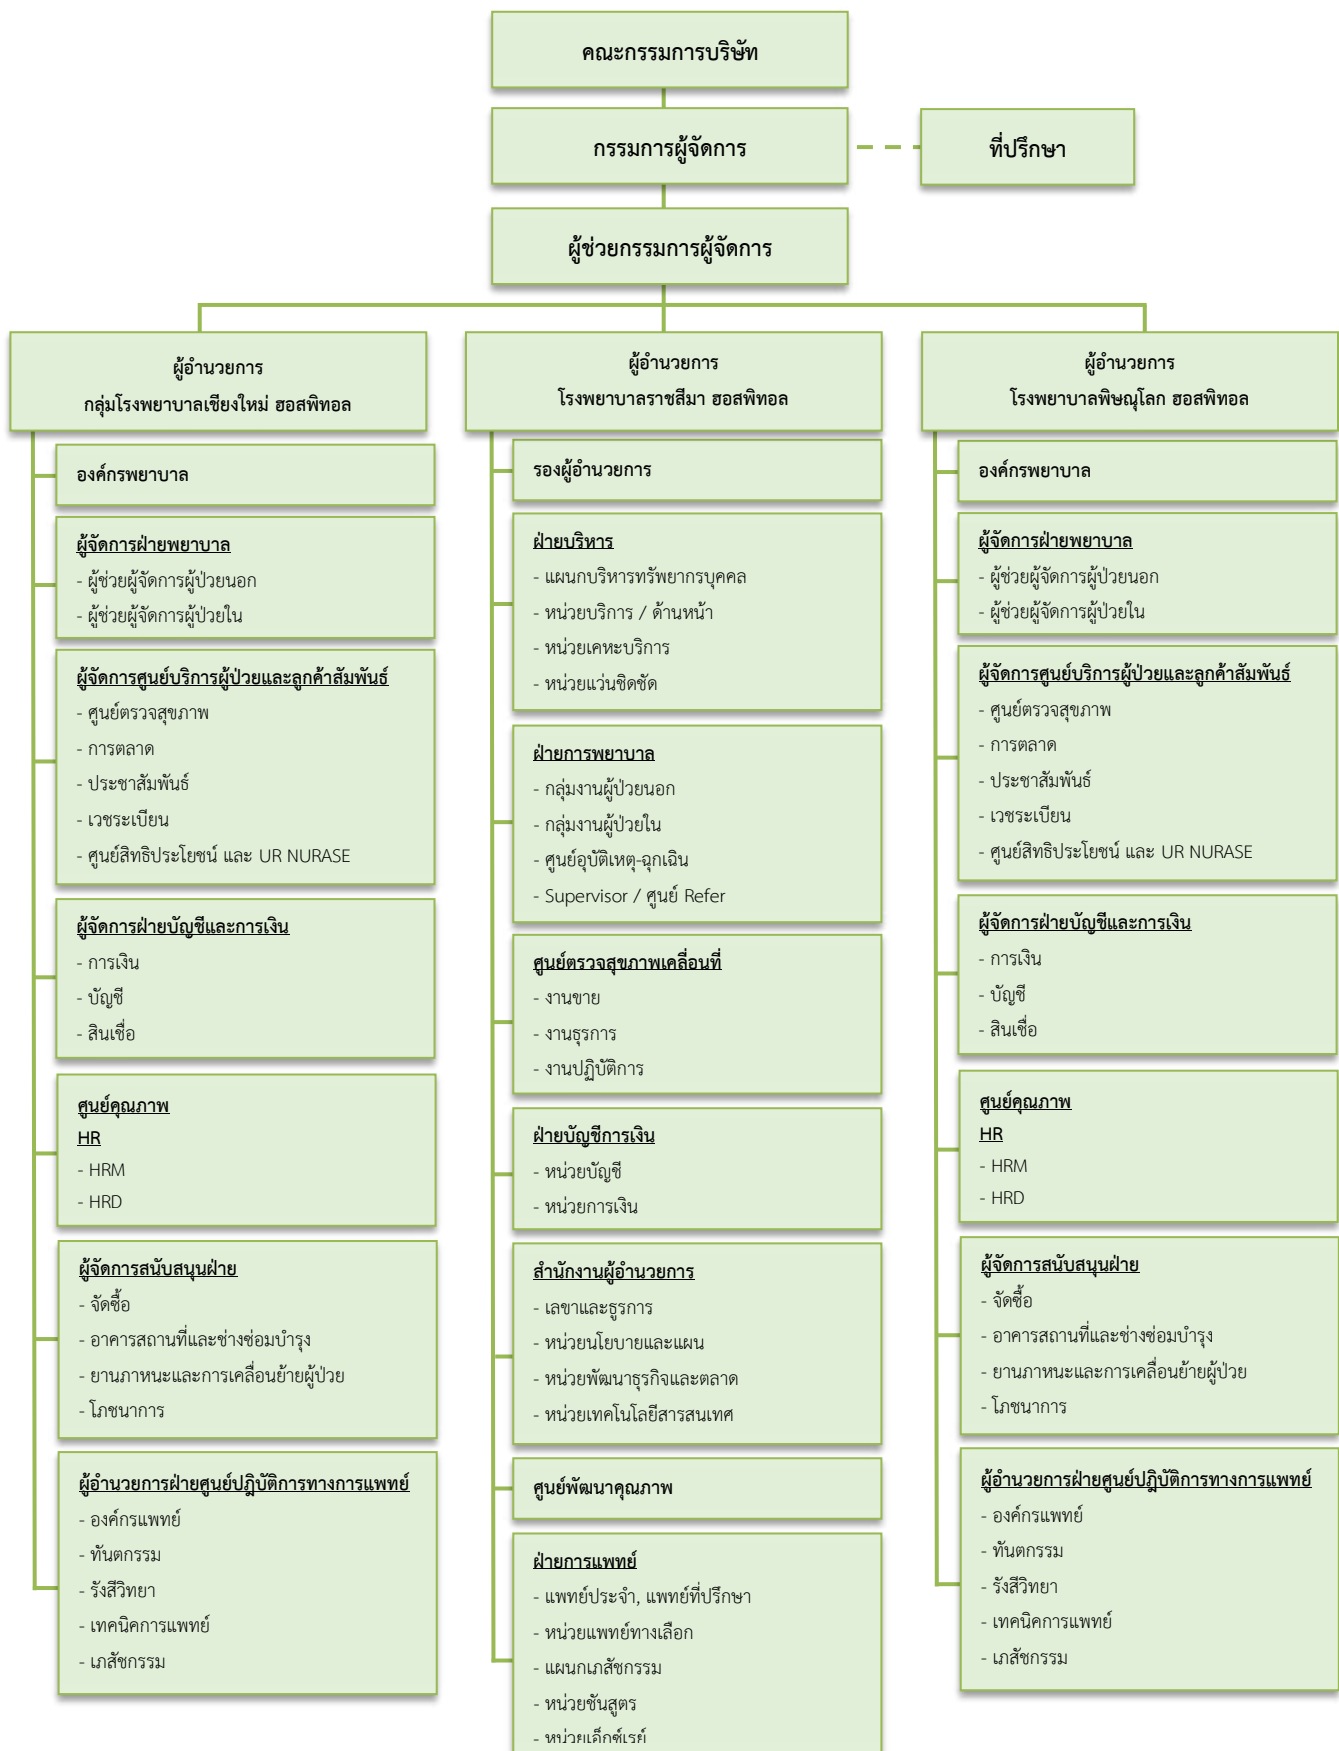 คณะกรรมการบริษัท
กรรมการผู้จัดการ
ที่ปรึกษา
ผู้ช่วยกรรมการผู้จัดการ
ผู้อำนวยการ
กลุ่มโรงพยาบาลเชียงใหม่ ฮอสพิทอล
องค์กรพยาบาล
ผู้จัดการฝ่ายพยาบาล
- ผู้ช่วยผู้จัดการผู้ป่วยนอก
- ผู้ช่วยผู้จัดการผู้ป่วยใน
ผู้จัดการศูนย์บริการผู้ป่วยและลูกค้าสัมพันธ์
- ศูนย์ตรวจสุขภาพ
- การตลาด
- ประชาสัมพันธ์
- เวชระเบียน
- ศูนย์สิทธิประโยชน์ และ UR NURASE
ผู้จัดการฝ่ายบัญชีและการเงิน
- การเงิน
- บัญชี
- สินเชื่อ
ศูนย์คุณภาพ
HR
- HRM
- HRD
ผู้จัดการสนับสนุนฝ่าย
- จัดซื้อ
- อาคารสถานที่และช่างซ่อมบำรุง
- ยานภาหนะและการเคลื่อนย้ายผู้ป่วย
- โภชนาการ
ผู้อำนวยการฝ่ายศูนย์ปฎิบัติการทางการแพทย์
- องค์กรแพทย์
- ทันตกรรม
- รังสีวิทยา
- เทคนิคการแพทย์
- เภสัชกรรม
ผู้อำนวยการ
โรงพยาบาลราชสีมา ฮอสพิทอล
รองผู้อำนวยการ
ฝ่ายบริหาร
- แผนกบริหารทรัพยากรบุคคล
- หน่วยบริการ / ด้านหน้า
- หน่วยเคหะบริการ
- หน่วยแว่นชิดชัด
ฝ่ายการพยาบาล
- กลุ่มงานผู้ป่วยนอก
- กลุ่มงานผู้ป่วยใน
- ศูนย์อุบัติเหตุ-ฉุกเฉิน
- Supervisor / ศูนย์ Refer
ศูนย์ตรวจสุขภาพเคลื่อนที่
- งานขาย
- งานธุรการ
- งานปฏิบัติการ
ฝ่ายบัญชีการเงิน
- หน่วยบัญชี
- หน่วยการเงิน
สำนักงานผู้อำนวยการ
- เลขาและธูรการ
- หน่วยนโยบายและแผน
- หน่วยพัฒนาธุรกิจและตลาด
- หน่วยเทคโนโลยีสารสนเทศ
ศูนย์พัฒนาคุณภาพ
ฝ่ายการแพทย์
- แพทย์ประจำ, แพทย์ที่ปรึกษา
- หน่วยแพทย์ทางเลือก
- แผนกเภสัชกรรม
- หน่วยชันสูตร
- หน่วยเอ็กซ์เรย์
ผู้อำนวยการ
โรงพยาบาลพิษณุโลก ฮอสพิทอล
องค์กรพยาบาล
ผู้จัดการฝ่ายพยาบาล
- ผู้ช่วยผู้จัดการผู้ป่วยนอก
- ผู้ช่วยผู้จัดการผู้ป่วยใน
ผู้จัดการศูนย์บริการผู้ป่วยและลูกค้าสัมพันธ์
- ศูนย์ตรวจสุขภาพ
- การตลาด
- ประชาสัมพันธ์
- เวชระเบียน
- ศูนย์สิทธิประโยชน์ และ UR NURASE
ผู้จัดการฝ่ายบัญชีและการเงิน
- การเงิน
- บัญชี
- สินเชื่อ
ศูนย์คุณภาพ
HR
- HRM
- HRD
ผู้จัดการสนับสนุนฝ่าย
- จัดซื้อ
- อาคารสถานที่และช่างซ่อมบำรุง
- ยานภาหนะและการเคลื่อนย้ายผู้ป่วย
- โภชนาการ
ผู้อำนวยการฝ่ายศูนย์ปฎิบัติการทางการแพทย์
- องค์กรแพทย์
- ทันตกรรม
- รังสีวิทยา
- เทคนิคการแพทย์
- เภสัชกรรม